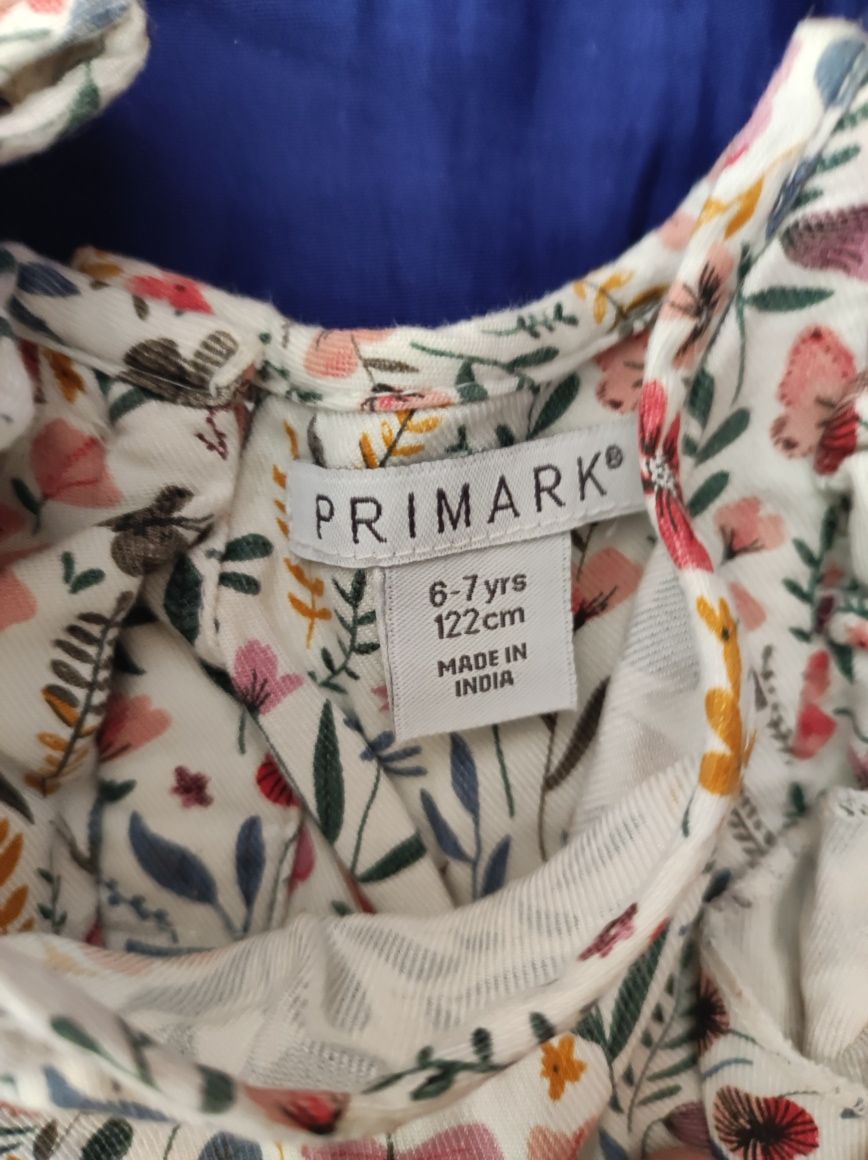 PRIMARK®
6-7 yrs
122cm
MADE IN
INDIA